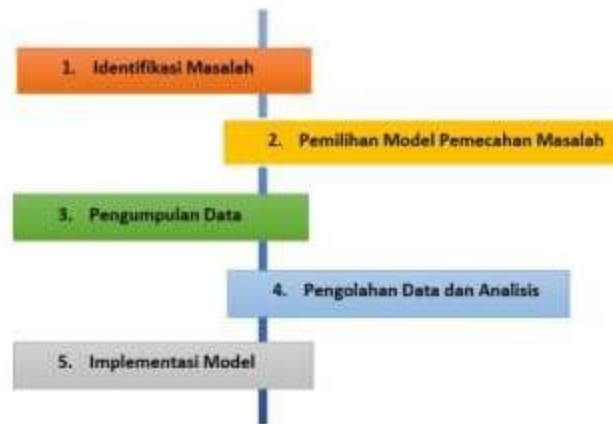 1. Identifikasi Masalah
2. Pemilihan Model Pemecahan Masalah
3. Pengumpulan Data
4. Pengolahan Data dan Analisis
5. Implementasi Model